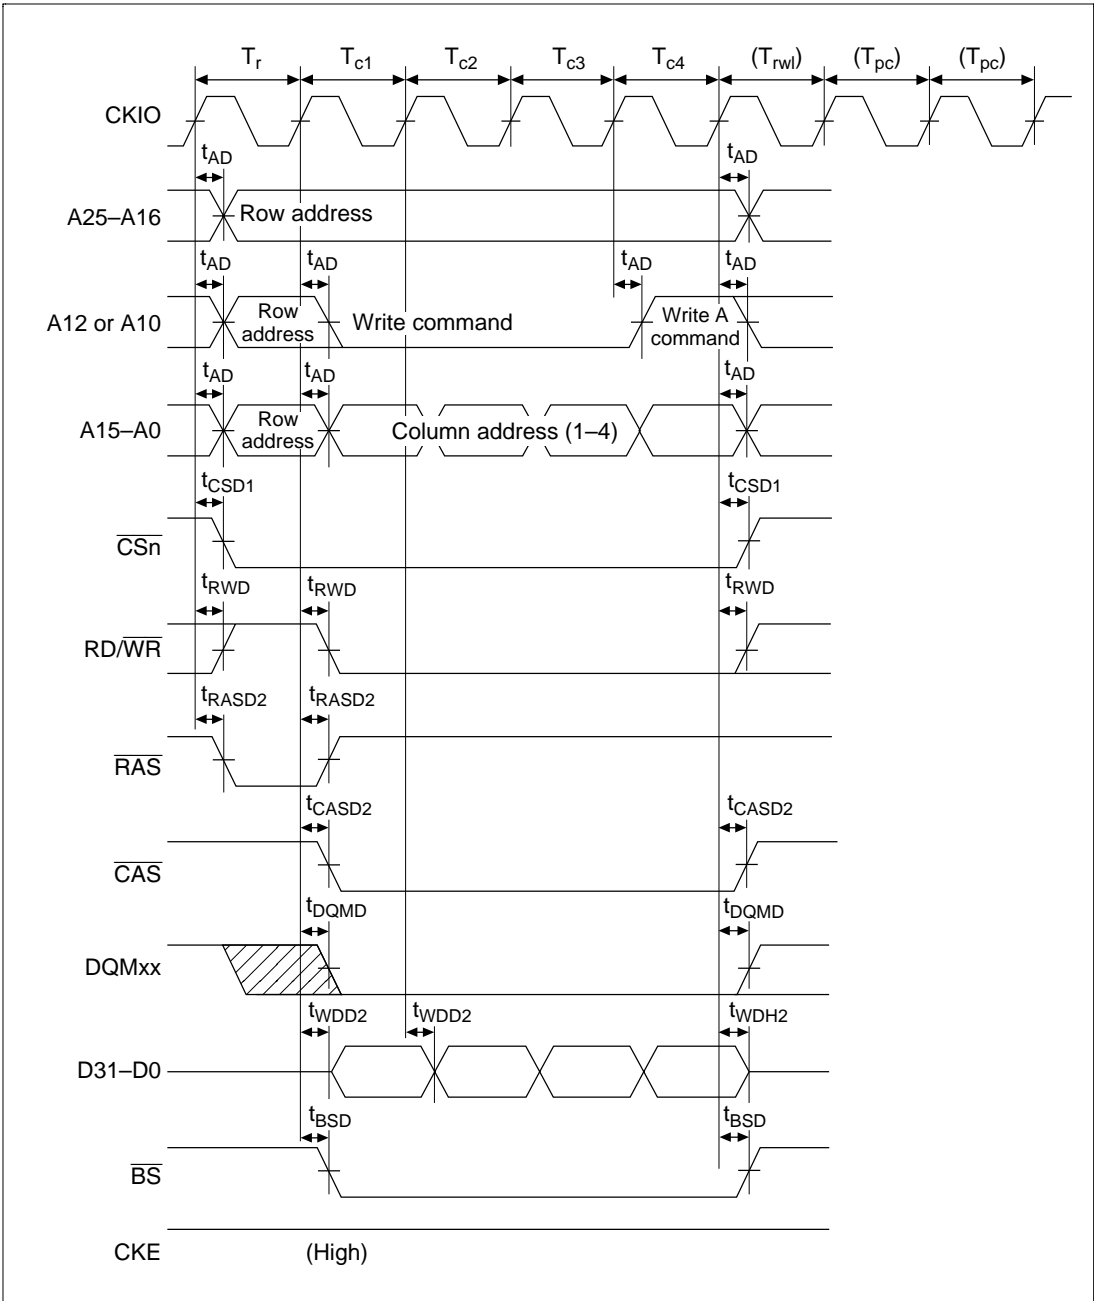 Tr Tc1 Tc2 Tc3 Tc4 (Trwl) (Tpc) (Tpc)
CKIO
tAD tAD
A25–A16 Row address
tAD tAD tAD tAD
A12 or A10 Row address Write command Write A command
tAD tAD tAD
A15–A0 Row address Column address (1–4)
tCSD1 tCSD1
CSn
tRWD tRWD tRWD
RD/WR
tRASD2 tRASD2
RAS
tCASD2 tCASD2
CAS
tDQMD tDQMD
DQMxx
tWDD2 tWDD2 tWDH2
D31–D0
tBSD tBSD
BS
CKE (High)